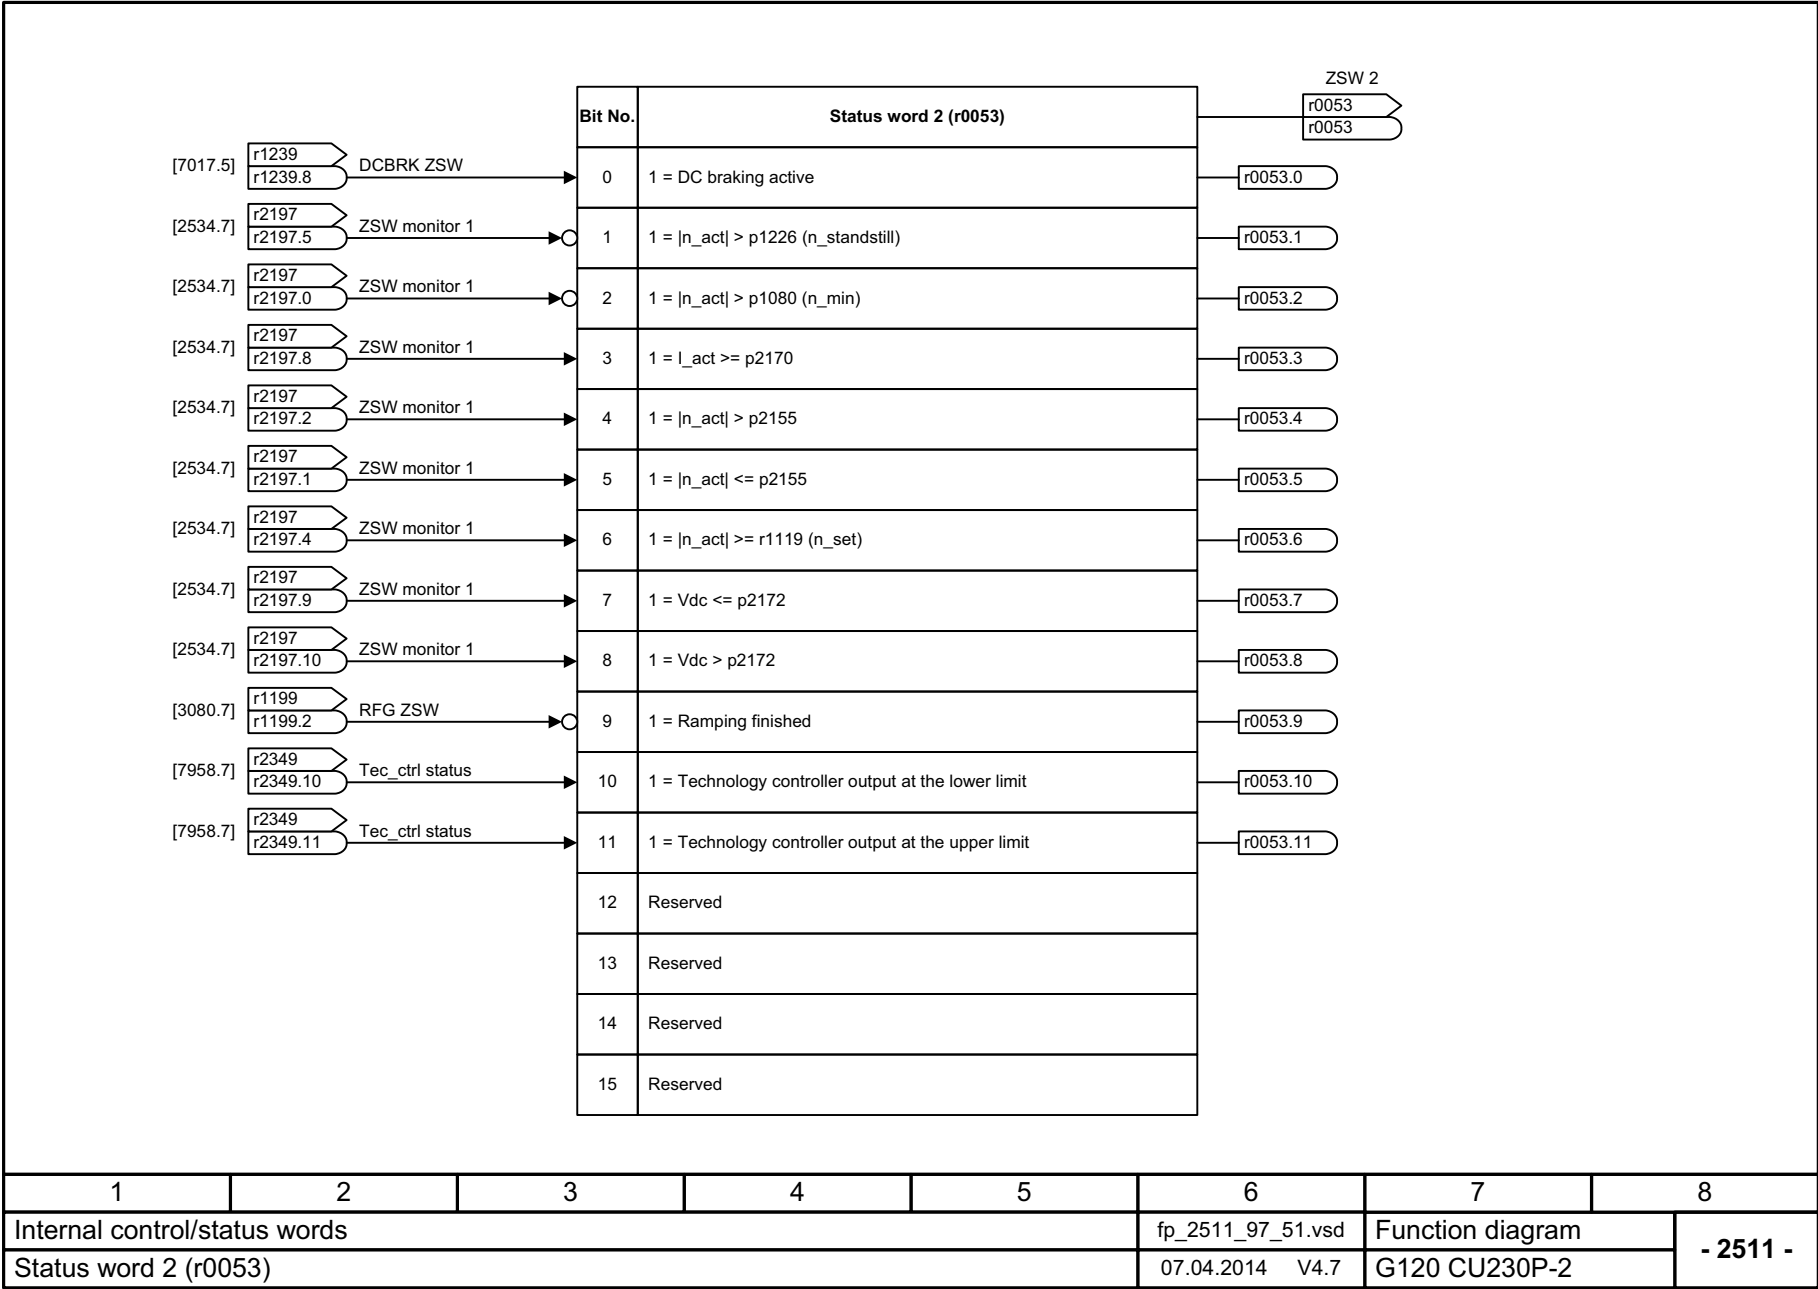 ZSW 2
Bit No. Status word 2 (r0053) r0053
r0053
[7017.5] r1239 DCBRK ZSW
r1239.8 0 1 = DC braking active r0053.0
[2534.7] r2197 ZSW monitor 1
r2197.5 1 1 = |n_act| > p1226 (n_standstill) r0053.1
[2534.7] r2197 ZSW monitor 1
r2197.0 2 1 = |n_act| > p1080 (n_min) r0053.2
[2534.7] r2197 ZSW monitor 1
r2197.8 3 1 = I_act >= p2170 r0053.3
[2534.7] r2197 ZSW monitor 1
r2197.2 4 1 = |n_act| > p2155 r0053.4
[2534.7] r2197 ZSW monitor 1
r2197.1 5 1 = |n_act| <= p2155 r0053.5
[2534.7] r2197 ZSW monitor 1
r2197.4 6 1 = |n_act| >= r1119 (n_set) r0053.6
[2534.7] r2197 ZSW monitor 1
r2197.9 7 1 = Vdc <= p2172 r0053.7
[2534.7] r2197 ZSW monitor 1
r2197.10 8 1 = Vdc > p2172 r0053.8
[3080.7] r1199 RFG ZSW
r1199.2 9 1 = Ramping finished r0053.9
[7958.7] r2349 Tec_ctrl status
r2349.10 10 1 = Technology controller output at the lower limit r0053.10
[7958.7] r2349 Tec_ctrl status
r2349.11 11 1 = Technology controller output at the upper limit r0053.11
12 Reserved
13 Reserved
14 Reserved
15 Reserved
1 2 3 4 5 6 7 8
Internal control/status words fp_2511_97_51.vsd Function diagram - 2511 -
Status word 2 (r0053) 07.04.2014 V4.7 G120 CU230P-2